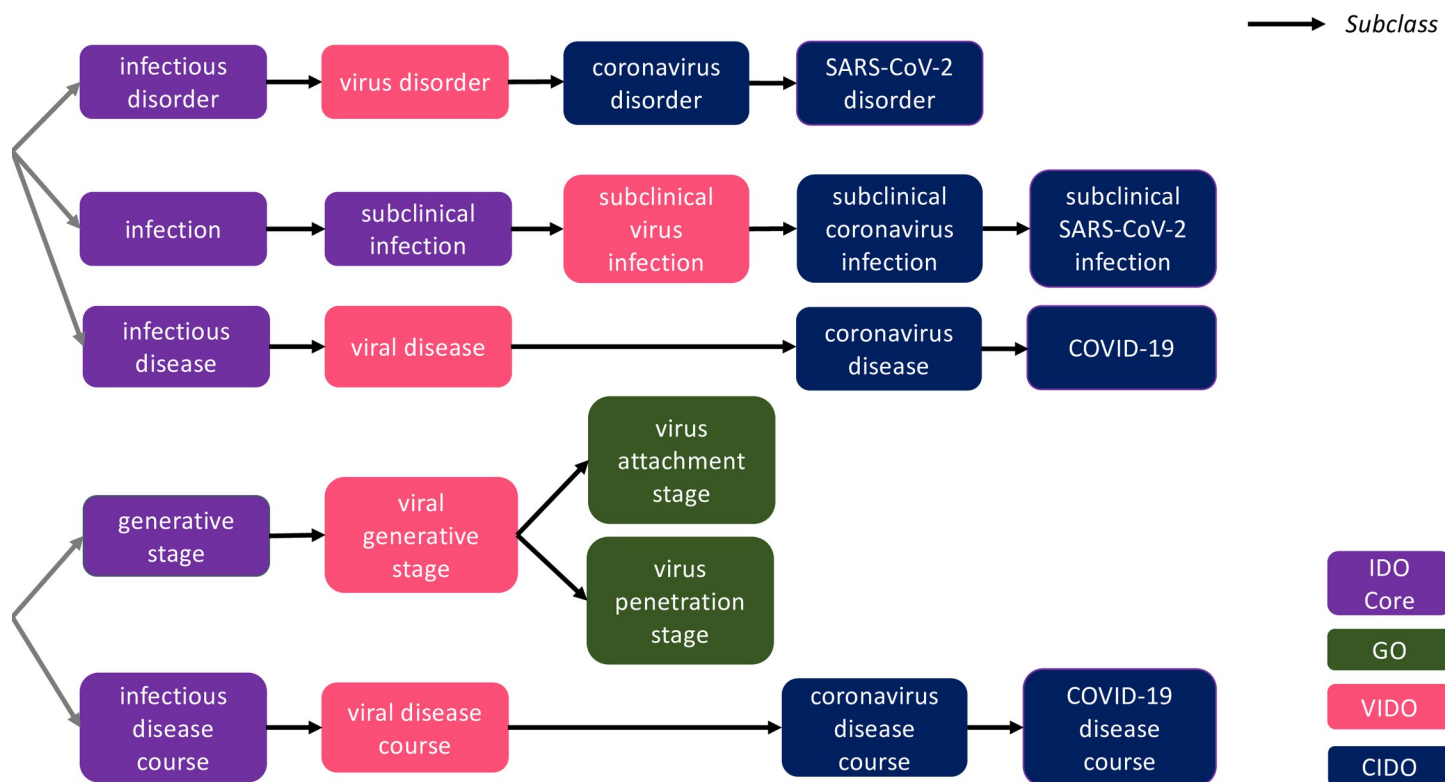 Subclass
infectious
disorder
virus disorder
coronavirus
disorder
SARS-CoV-2
disorder
infection
subclinical
infection
subclinical
virus
infection
subclinical
coronavirus
infection
subclinical
SARS-CoV-2
infection
infectious
disease
viral disease
coronavirus
disease
COVID-19
generative
stage
viral
generative
stage
virus
attachment
stage
virus
penetration
stage
infectious
disease
course
viral disease
course
coronavirus
disease
course
COVID-19
disease
course
IDO
Core
GO
VIDO
CIDO